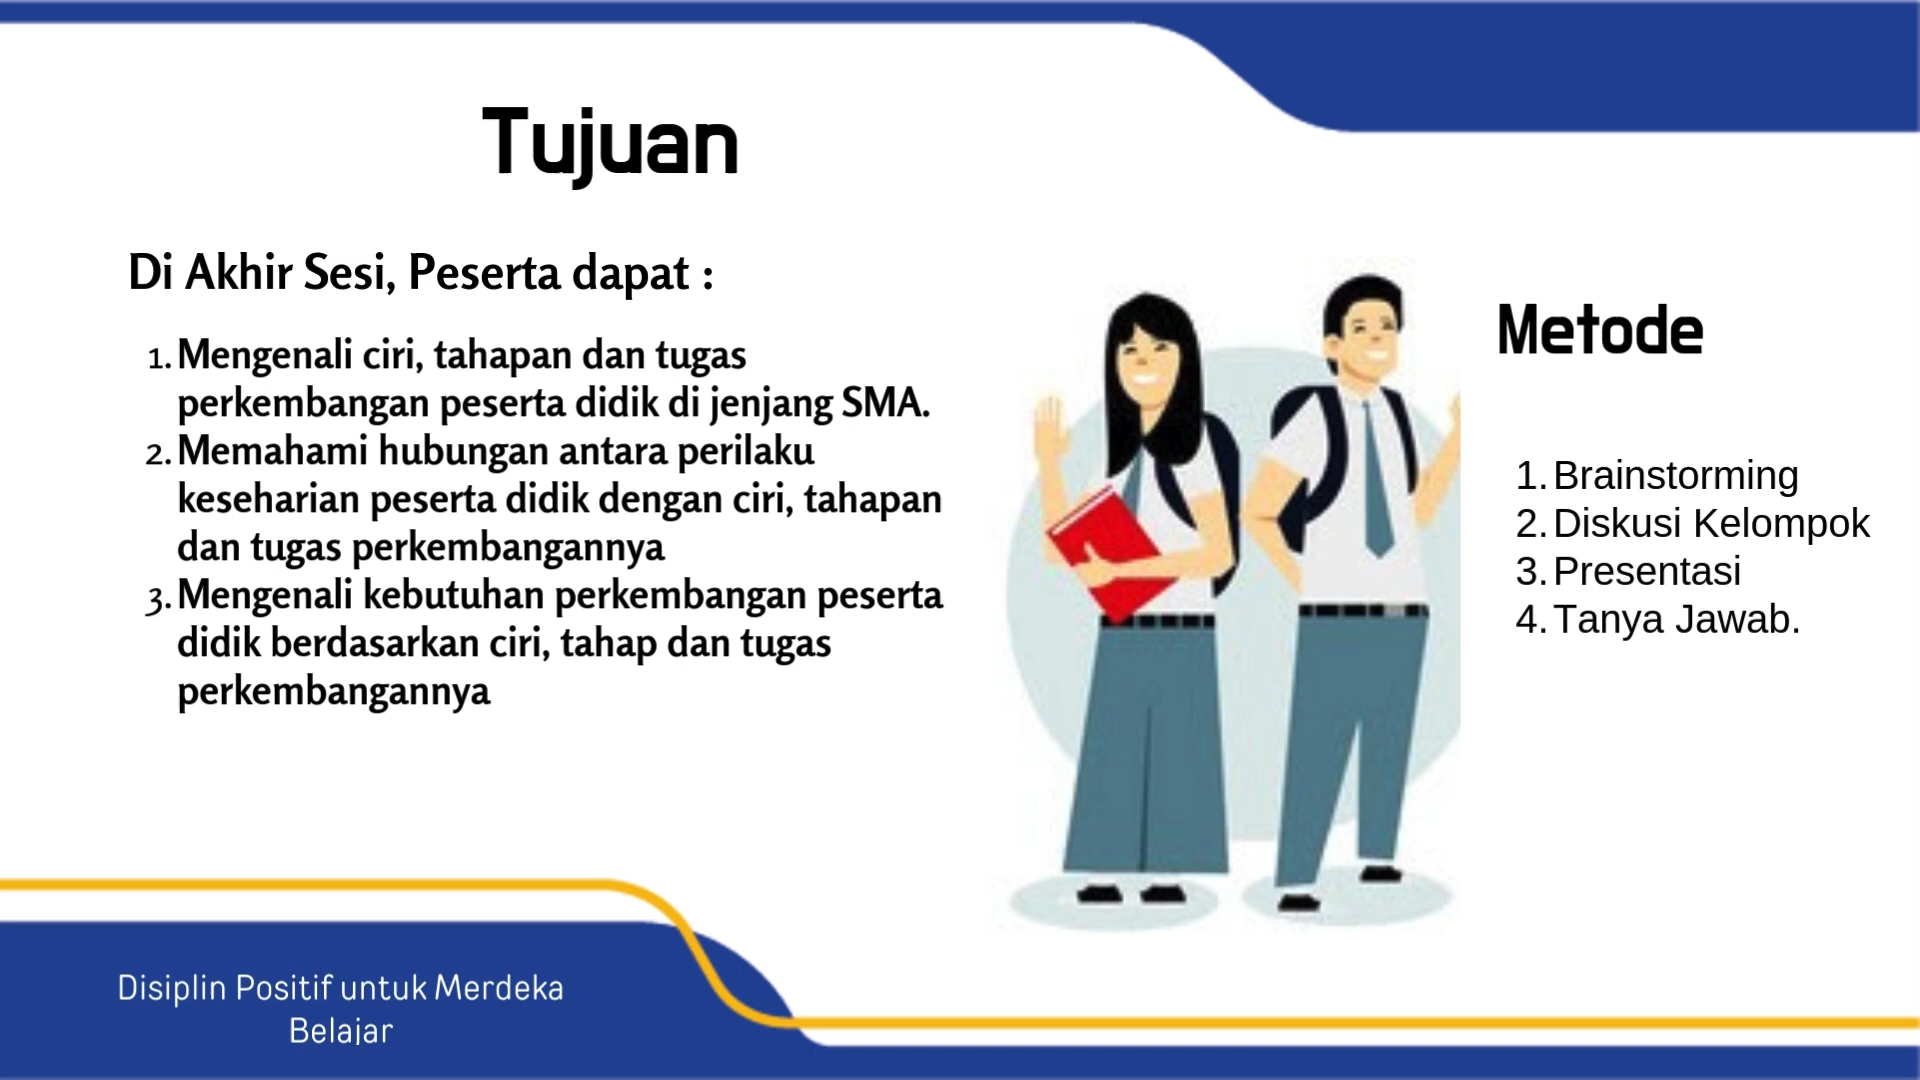 Tujuan
Di Akhir Sesi, Peserta dapat :
1. Mengenali ciri, tahapan dan tugas
perkembangan peserta didik di jenjang SMA.
2. Memahami hubungan antara perilaku
keseharian peserta didik dengan ciri, tahapan
dan tugas perkembangannya
3. Mengenali kebutuhan perkembangan peserta
didik berdasarkan ciri, tahap dan tugas
perkembangannya
Metode
1. Brainstorming
2. Diskusi Kelompok
3. Presentasi
4. Tanya Jawab.
Disiplin Positif untuk Merdeka
Belajar